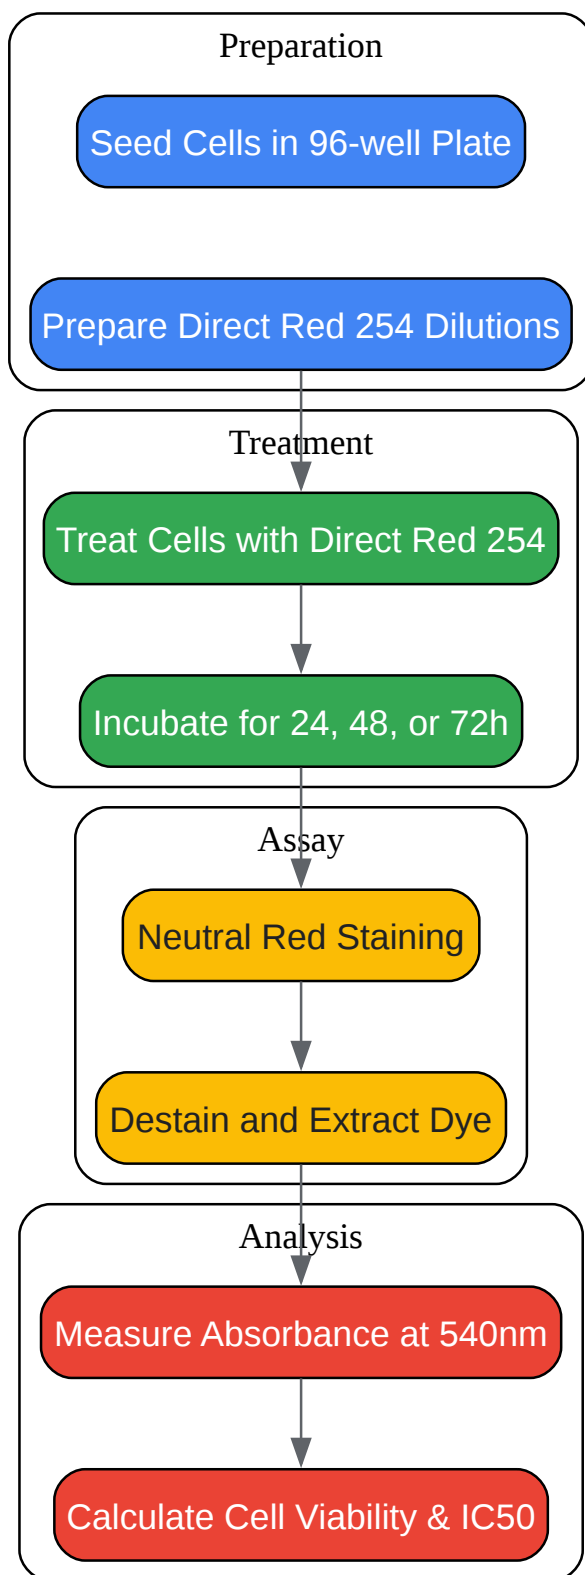 Preparation
Seed Cells in 96-well Plate
Prepare Direct Red 254 Dilutions
Treatment
Treat Cells with Direct Red 254
Incubate for 24, 48, or 72h
Assay
Neutral Red Staining
Destain and Extract Dye
Analysis
Measure Absorbance at 540nm
Calculate Cell Viability & IC50